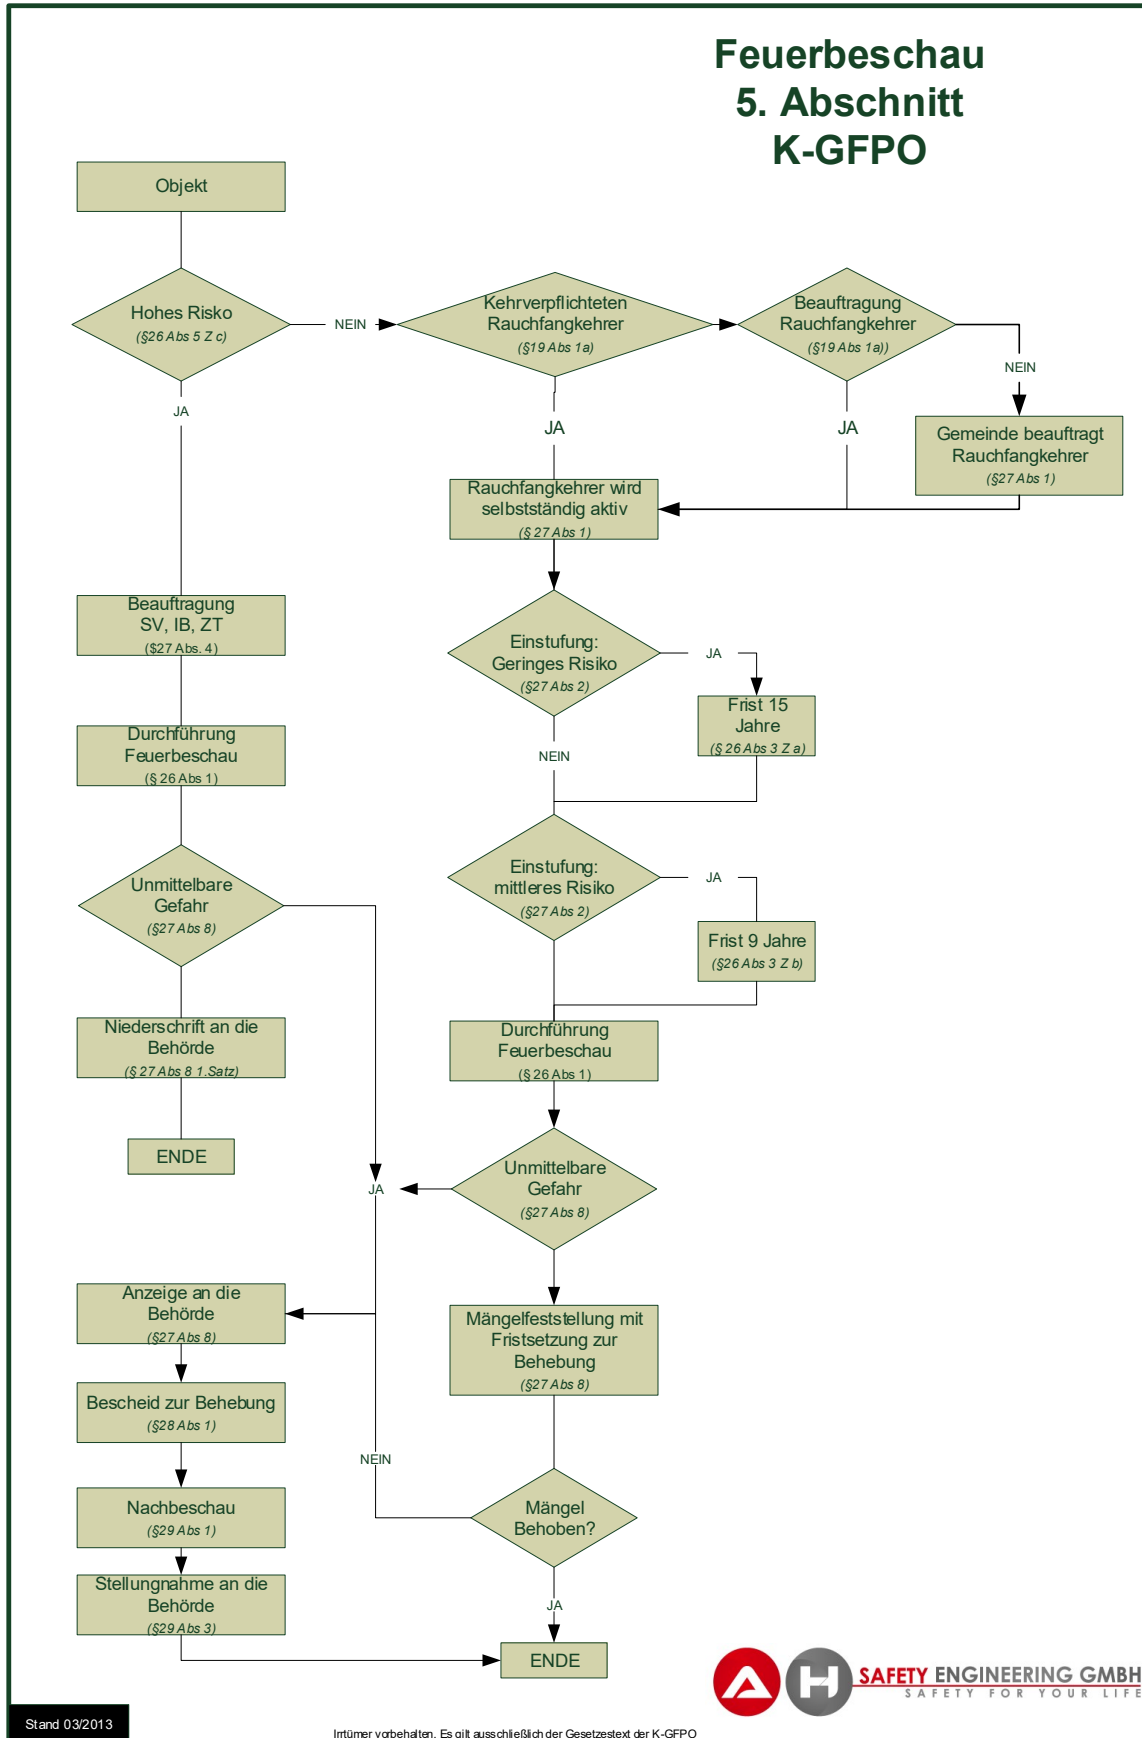 Feuerbeschau
5. Abschnitt
K-GFPO
Objekt
Hohes Risko
(§26 Abs 5 Z c)
NEIN
Kehrverpflichteten
Rauchfangkehrer
(§19 Abs 1a)
Beauftragung
Rauchfangkehrer
(§19 Abs 1a))
NEIN
JA
JA
JA
Gemeinde beauftragt
Rauchfangkehrer
(§27 Abs 1)
Rauchfangkehrer wird
selbstständig aktiv
(§ 27 Abs 1)
Beauftragung
SV, IB, ZT
($27 Abs. 4)
Einstufung:
Geringes Risiko
(§27 Abs 2)
JA
Frist 15
Jahre
(§ 26 Abs 3 Z a)
NEIN
Durchführung
Feuerbeschau
(§ 26 Abs 1)
Einstufung:
mittleres Risiko
(§27 Abs 2)
JA
Frist 9 Jahre
(§26 Abs 3 Z b)
Unmittelbare
Gefahr
(§27 Abs 8)
Niederschrift an die
Behörde
(§ 27 Abs 8 1.Satz)
ENDE
Durchführung
Feuerbeschau
(§ 26 Abs 1)
Unmittelbare
Gefahr
(§27 Abs 8)
JA
Anzeige an die
Behörde
(§27 Abs 8)
Mängelfeststellung mit
Fristsetzung zur
Behebung
(§27 Abs 8)
Bescheid zur Behebung
(§28 Abs 1)
NEIN
Nachbeschau
(§29 Abs 1)
Mängel
Behoben?
Stellungnahme an die
Behörde
(§29 Abs 3)
JA
ENDE
A H SAFETY ENGINEERING GMBH
SAFETY FOR YOUR LIFE
Stand 03/2013
Irrtümer vorbehalten. Es gilt ausschließlich der Gesetzestext der K-GFPO